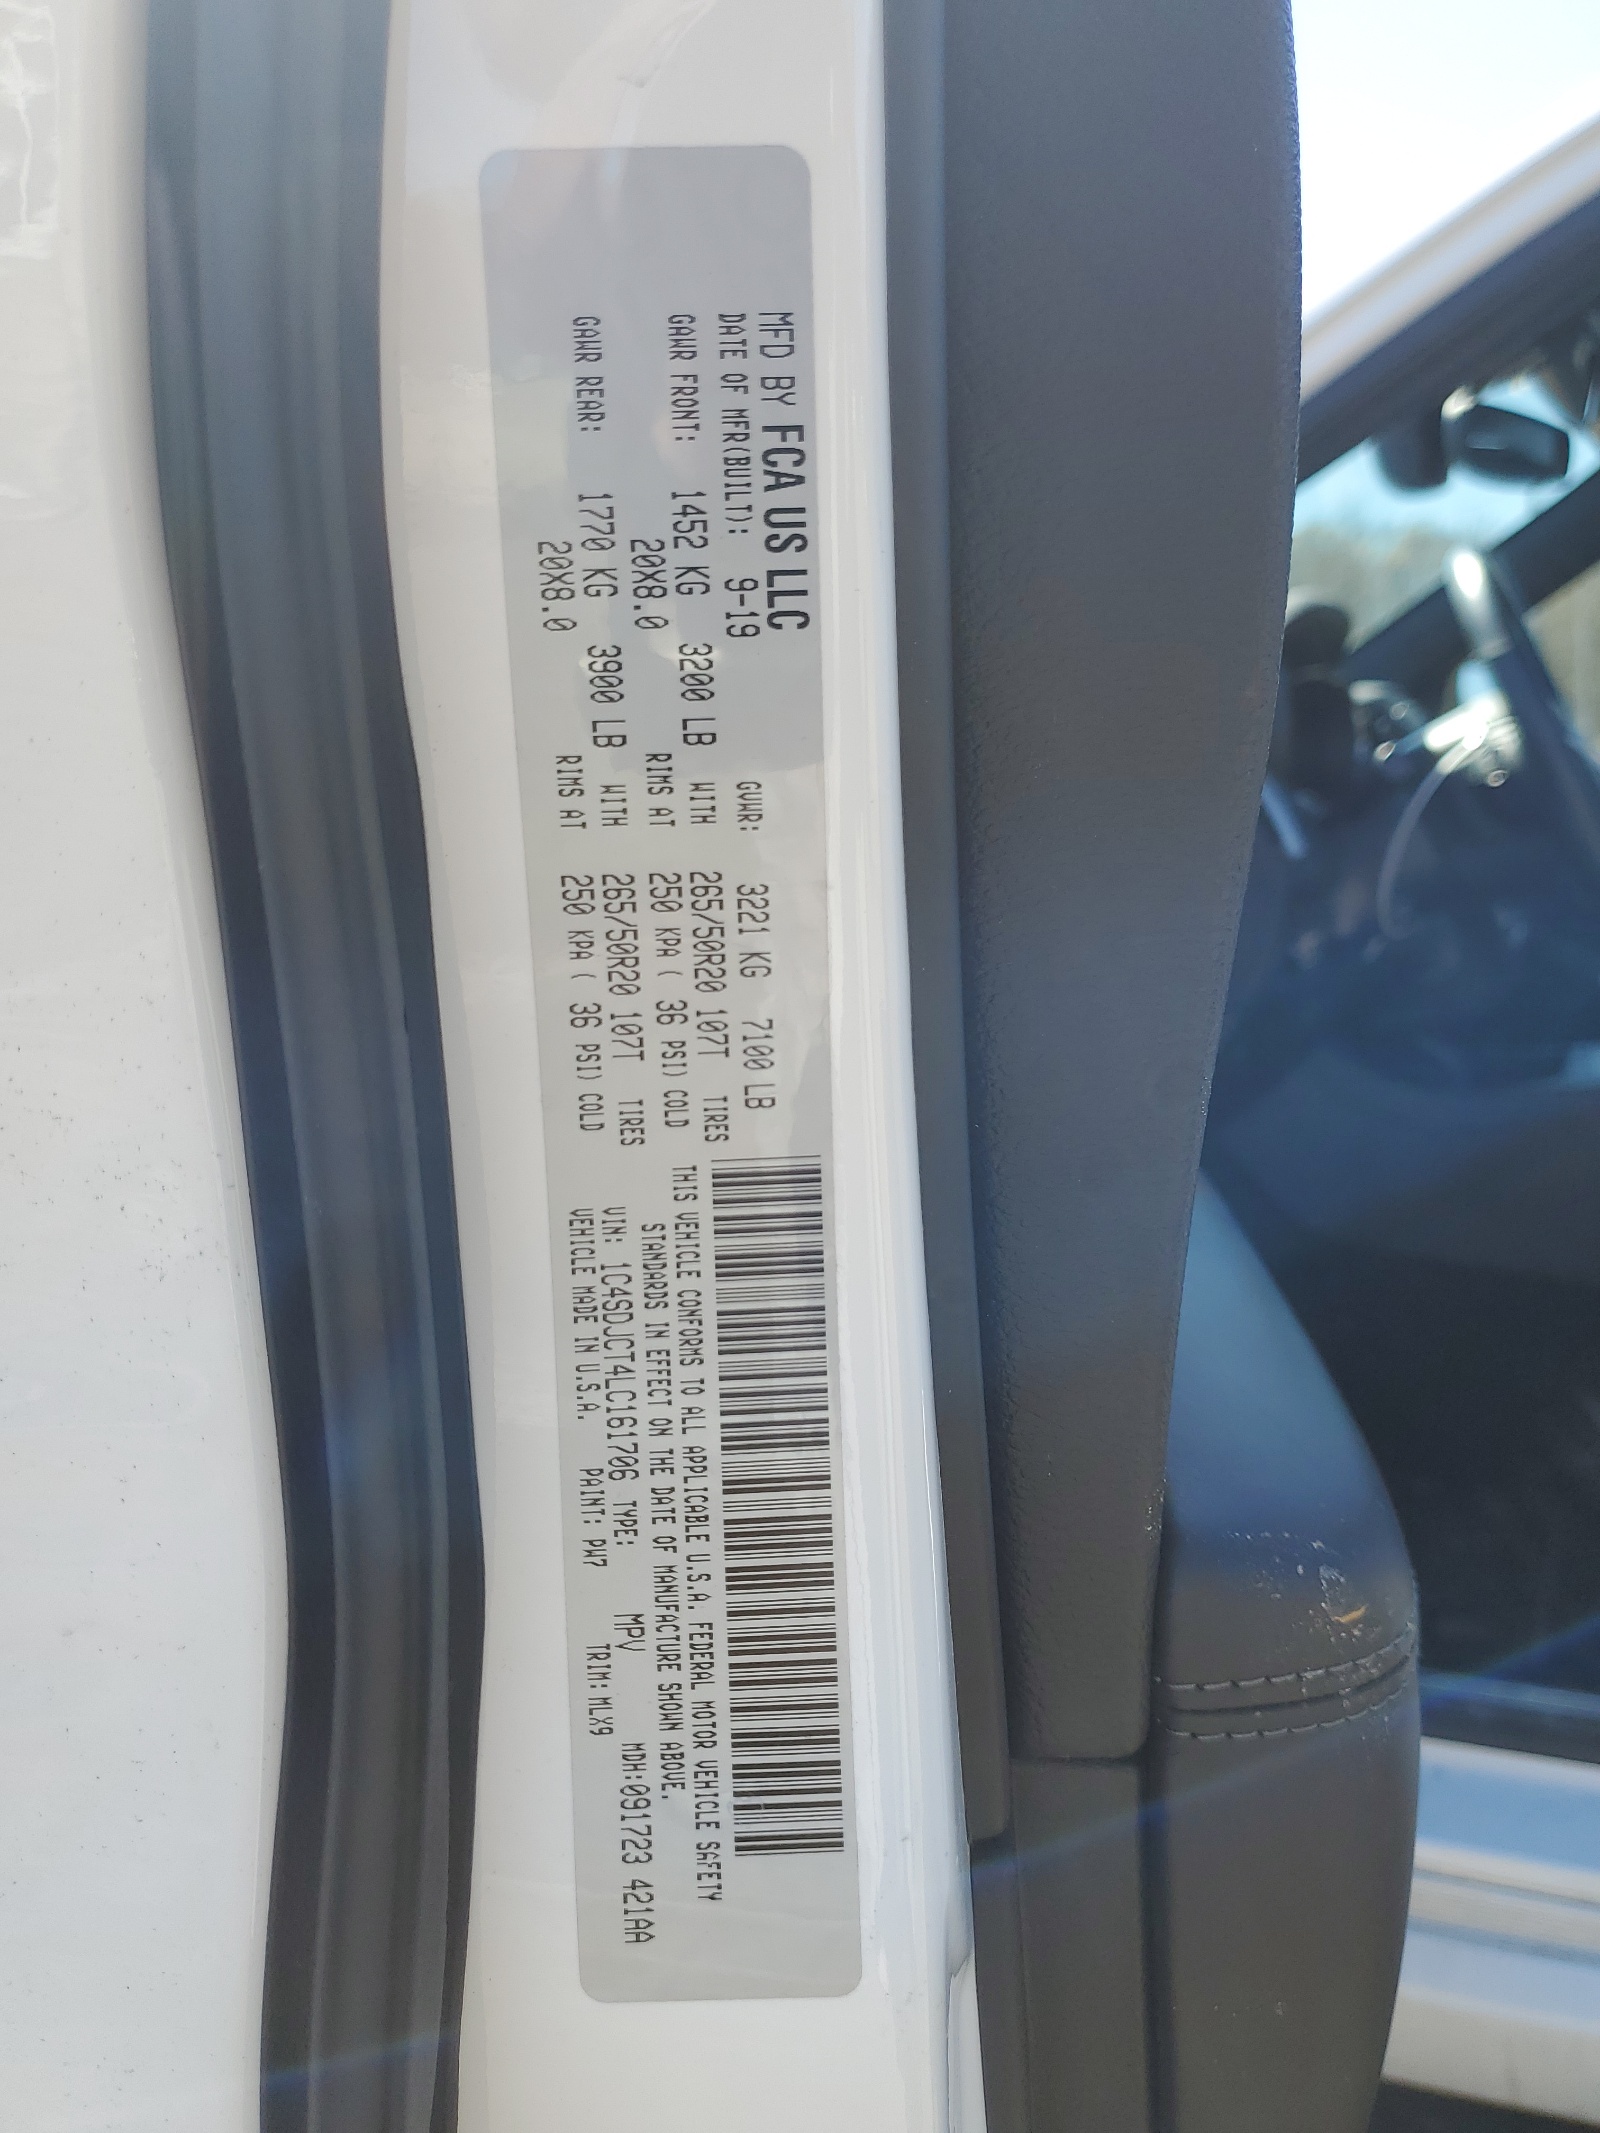 MFD BY FCA US LLC
DATE OF MFR(BUILT): 9-19 GVWR: 3221 KG 7100 LB
GAWR FRONT: 1452 KG 3200 LB WITH 265/50R20 107T TIRES
20X8.0 RIMS AT 250 KPA ( 36 PSI) COLD
GAWR REAR: 1770 KG 3900 LB WITH 265/50R20 107T TIRES
20X8.0 RIMS AT 250 KPA ( 36 PSI) COLD
THIS VEHICLE CONFORMS TO ALL APPLICABLE U.S.A. FEDERAL MOTOR VEHICLE SAFETY
STANDARDS IN EFFECT ON THE DATE OF MANUFACTURE SHOWN ABOVE.
VIN: 1C4SDJCT4LC161706 TYPE: MPV MDH:091723 421AA
VEHICLE MADE IN U.S.A. PAINT: PW7 TRIM:MLX9